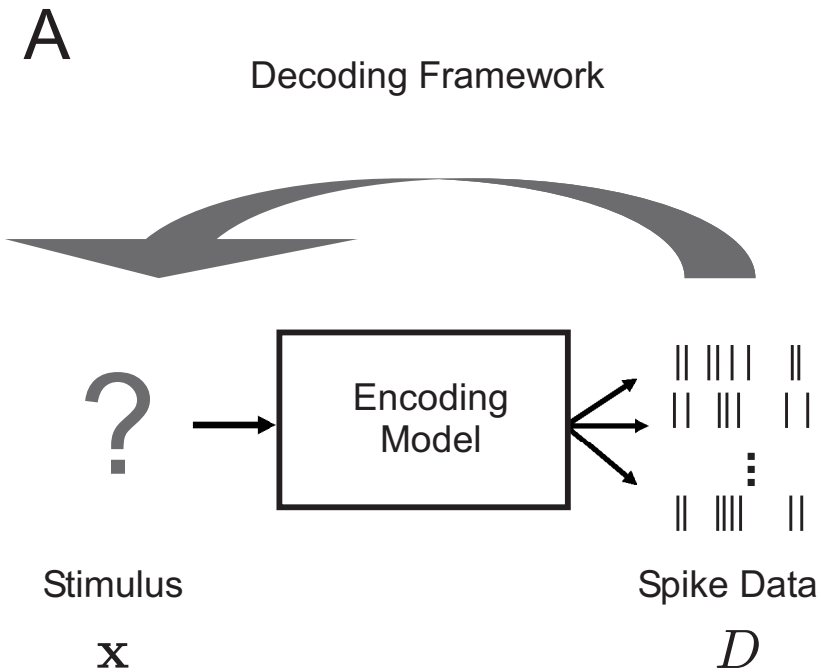 A
Decoding Framework
?
Encoding
Model
Stimulus
Spike Data
x
D